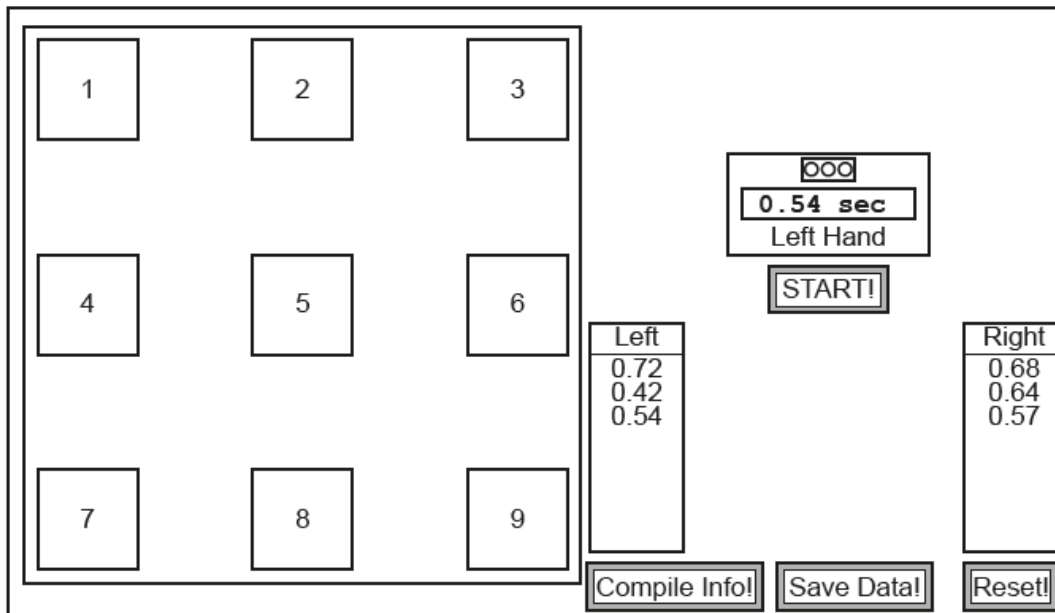 1 2 3
0.54 sec
Left Hand
START!
4 5 6
Left Right
0.72 0.68
0.42 0.64
0.54 0.57
7 8 9
Compile Info! Save Data! Reset!